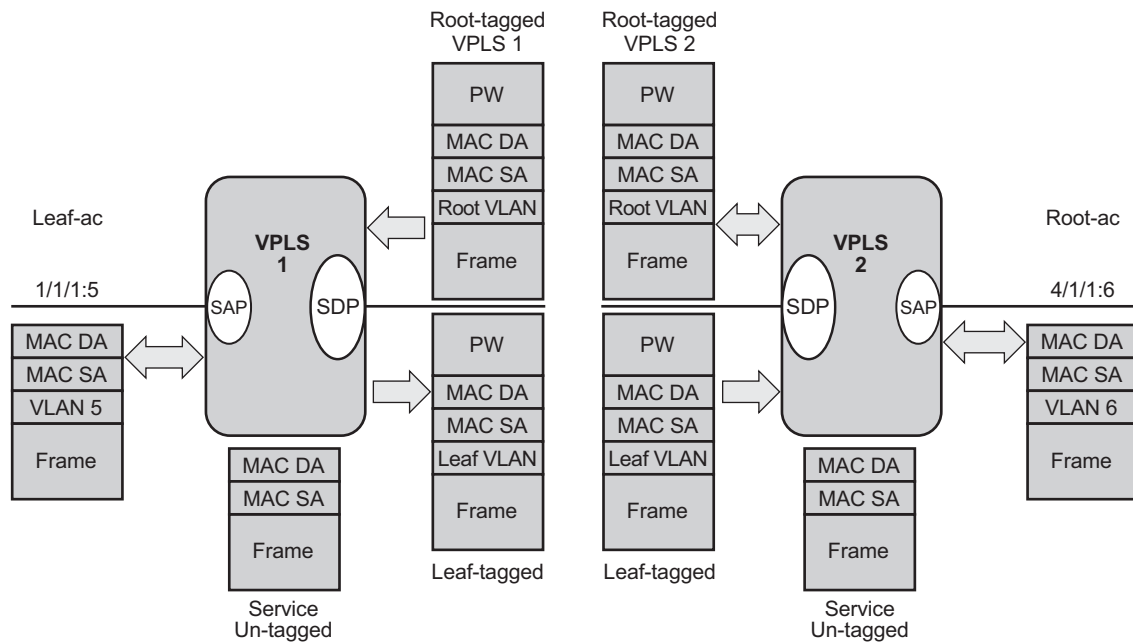 Root-tagged
VPLS 1
PW
MAC DA
MAC SA
Root VLAN
Frame
Root-tagged
VPLS 2
PW
MAC DA
MAC SA
Root VLAN
Frame
Leaf-ac
1/1/1:5
MAC DA
MAC SA
VLAN 5
Frame
VPLS
1
SAP
SDP
MAC DA
MAC SA
Frame
Service
Un-tagged
PW
MAC DA
MAC SA
Leaf VLAN
Frame
Leaf-tagged
PW
MAC DA
MAC SA
Leaf VLAN
Frame
Leaf-tagged
VPLS
2
SDP
SAP
MAC DA
MAC SA
Frame
Service
Un-tagged
Root-ac
4/1/1:6
MAC DA
MAC SA
VLAN 6
Frame